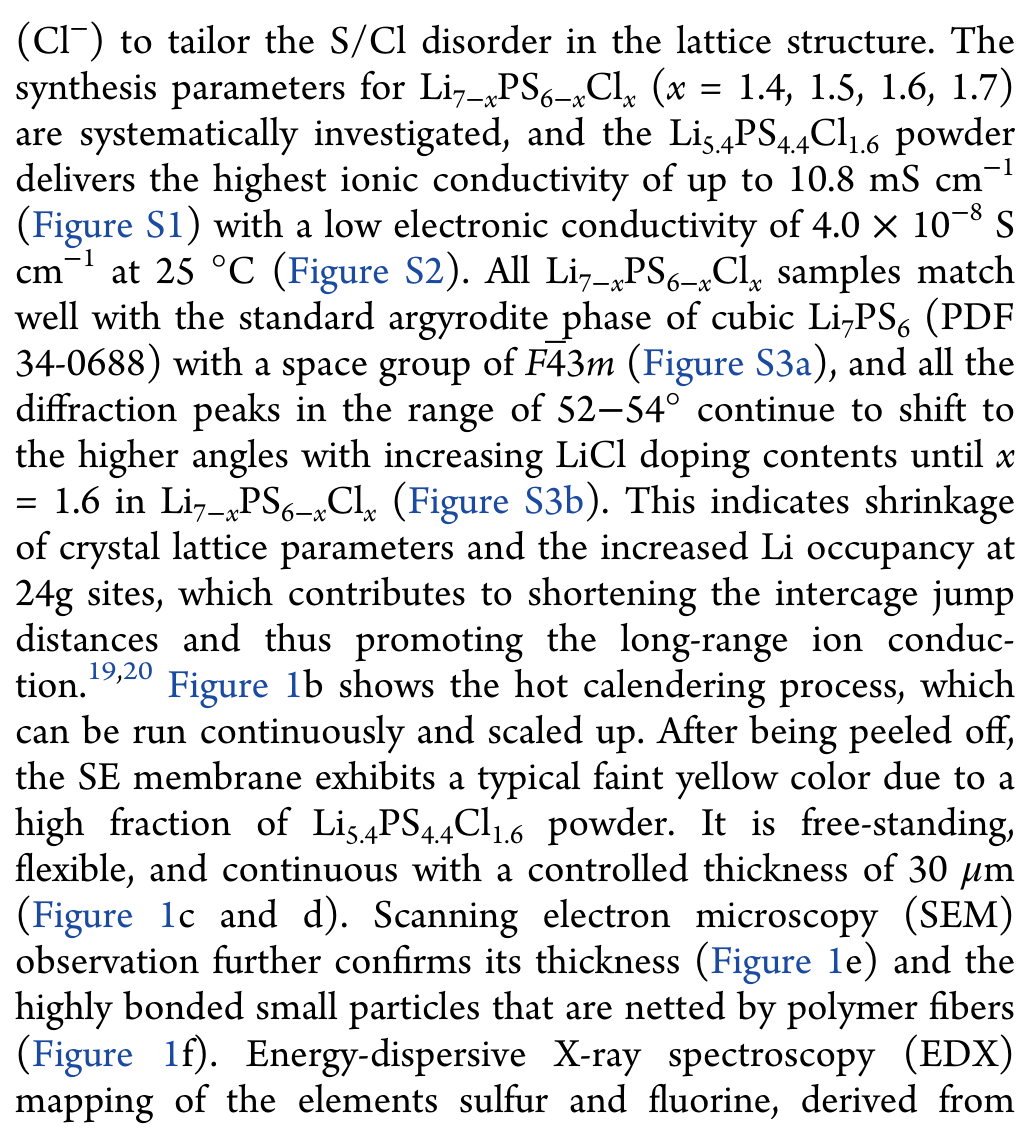 (Cl⁻) to tailor the S/Cl disorder in the lattice structure. The
synthesis parameters for Li₇₋ₓPS₆₋ₓClₓ (x = 1.4, 1.5, 1.6, 1.7)
are systematically investigated, and the Li₅.₄PS₄.₄Cl₁.₆ powder
delivers the highest ionic conductivity of up to 10.8 mS cm⁻¹
(Figure S1) with a low electronic conductivity of 4.0 × 10⁻⁸ S
cm⁻¹ at 25 °C (Figure S2). All Li₇₋ₓPS₆₋ₓClₓ samples match
well with the standard argyrodite phase of cubic Li₇PS₆ (PDF
34-0688) with a space group of F4̅3m (Figure S3a), and all the
diffraction peaks in the range of 52−54° continue to shift to
the higher angles with increasing LiCl doping contents until x
= 1.6 in Li₇₋ₓPS₆₋ₓClₓ (Figure S3b). This indicates shrinkage
of crystal lattice parameters and the increased Li occupancy at
24g sites, which contributes to shortening the intercage jump
distances and thus promoting the long-range ion conduc-
tion.¹⁹,²⁰ Figure 1b shows the hot calendering process, which
can be run continuously and scaled up. After being peeled off,
the SE membrane exhibits a typical faint yellow color due to a
high fraction of Li₅.₄PS₄.₄Cl₁.₆ powder. It is free-standing,
flexible, and continuous with a controlled thickness of 30 μm
(Figure 1c and d). Scanning electron microscopy (SEM)
observation further confirms its thickness (Figure 1e) and the
highly bonded small particles that are netted by polymer fibers
(Figure 1f). Energy-dispersive X-ray spectroscopy (EDX)
mapping of the elements sulfur and fluorine, derived from